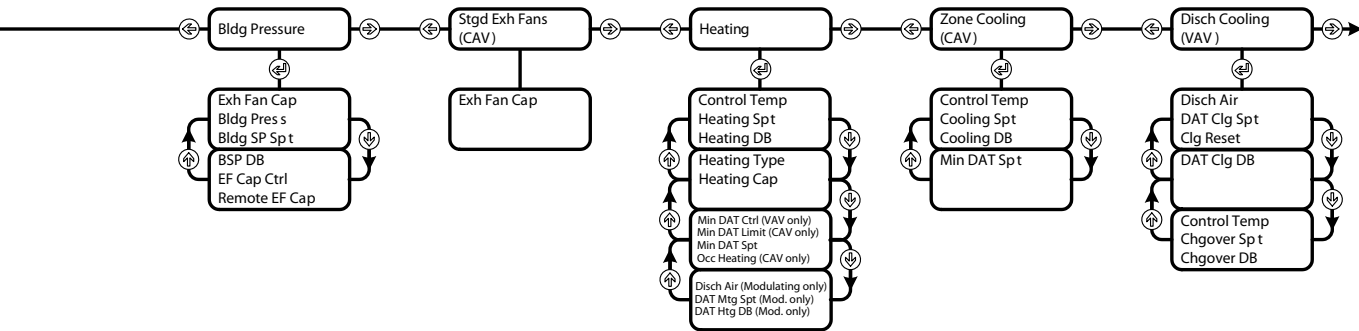 Bldg Pressure
Exh Fan Cap
Bldg Press
Bldg SP Spt
BSP DB
EF Cap Ctrl
Remote EF Cap
Stgd Exh Fans
(CAV)
Exh Fan Cap
Heating
Control Temp
Heating Spt
Heating DB
Heating Type
Heating Cap
Min DAT Ctrl (VAV only)
Min DAT Limit (CAV only)
Min DAT Spt
Occ Heating (CAV only)
Disch Air (Modulating only)
DAT Mtg Spt (Mod. only)
DAT Htg DB (Mod. only)
Zone Cooling
(CAV)
Control Temp
Cooling Spt
Cooling DB
Min DAT Spt
Disch Cooling
(VAV)
Disch Air
DAT Clg Spt
Clg Reset
DAT Clg DB
Control Temp
Chgover Spt
Chgover DB